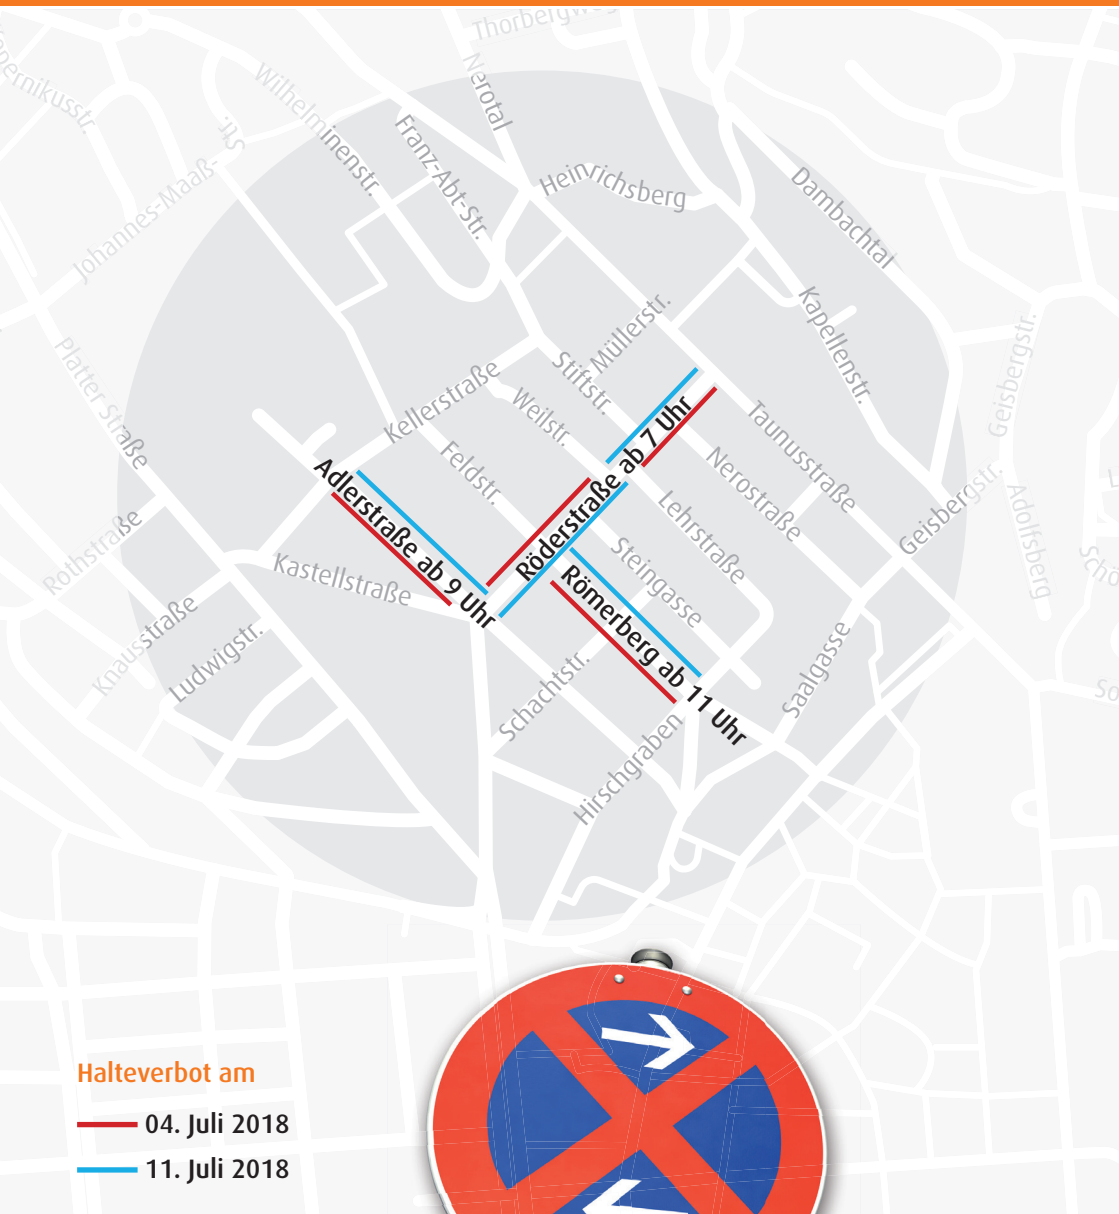 Thorbergweg
Nerotal
Kopernikusstr.
Wilhelminenstr.
Franz-Abt-Str.
str.
Johannes-Maaß-
Heinrichsberg
Dambachtal
Kapellenstr.
Müllerstr.
Stiftstr.
Geisbergstr.
Platter Straße
Kellerstraße
Weilstr.
Taunusstraße
Röderstraße ab 7 Uhr
Feldstr.
Nerostraße
Adlerstraße ab 9 Uhr
Geisbergstr.
Adolfsberg
Lehrstraße
Rothstraße
Steingasse
Kastellstraße
Römerberg ab 11 Uhr
Schö
Knausstraße
Ludwigstr.
Saalgasse
Schachtstr.
So
Hirschgraben
Halteverbot am
04. Juli 2018
11. Juli 2018